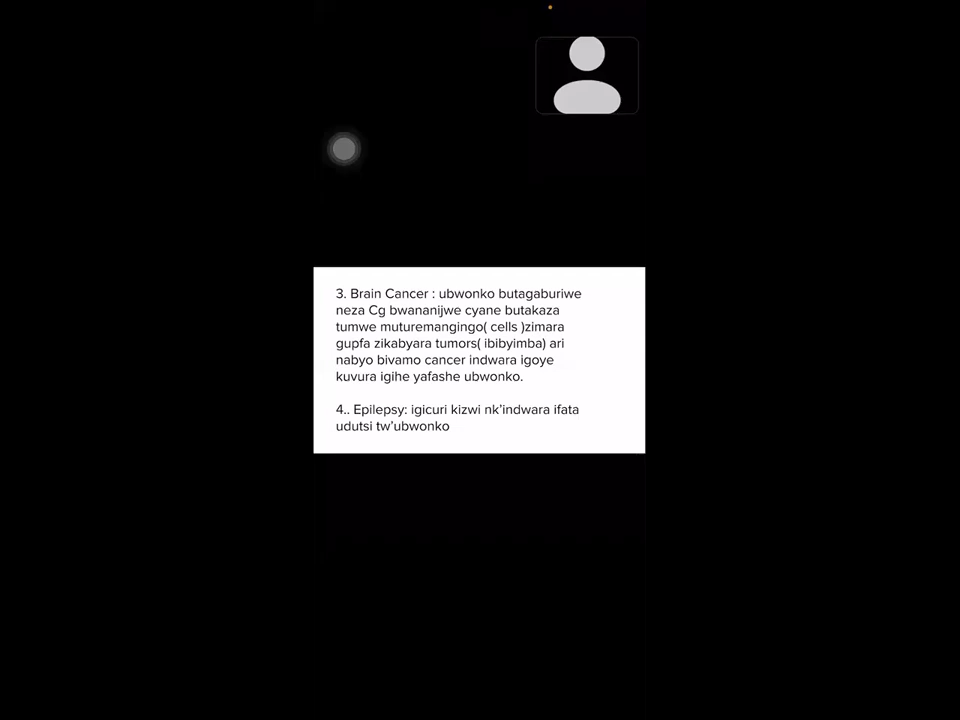 3. Brain Cancer : ubwonko butagaburiwe
neza Cg bwananijwe cyane butakaza
tumwe muturemangingo( cells )zimara
gupfa zikabyara tumors( ibibyimba) ari
nabyo bivamo cancer indwara igoye
kuvura igihe yafashe ubwonko.
4.. Epilepsy: igicuri kizwi nk’indwara ifata
udutsi tw’ubwonko